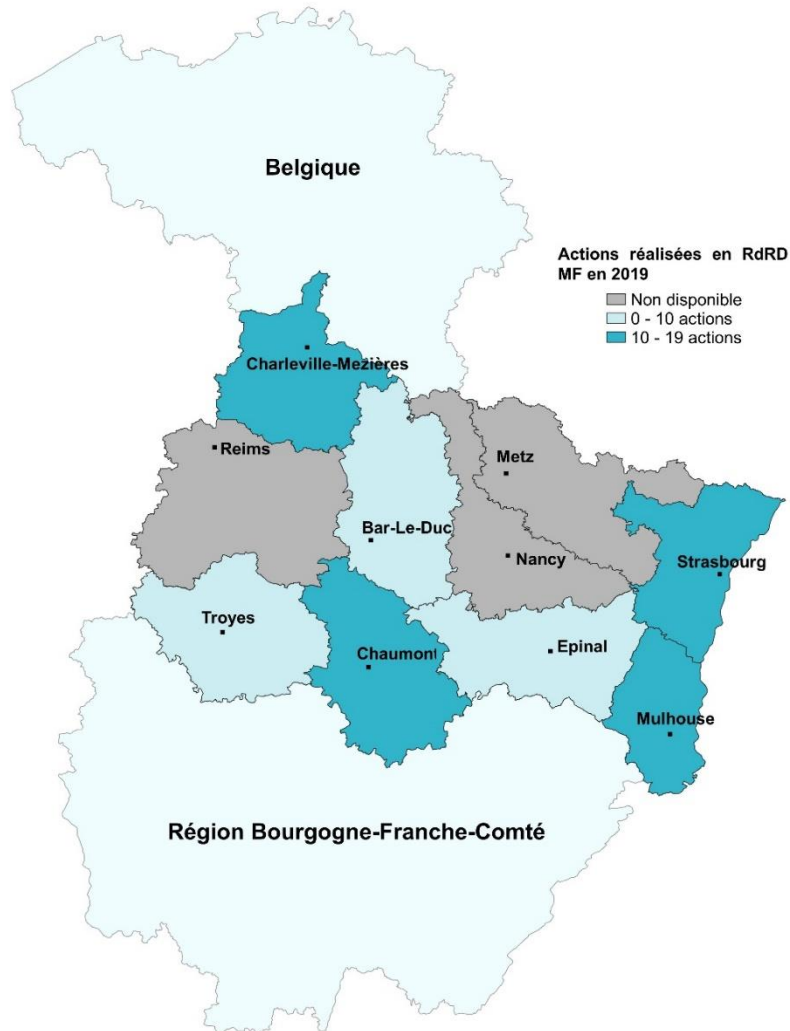 Belgique
Actions réalisées en RdRD
MF en 2019
Non disponible
0 - 10 actions
10 - 19 actions
Charleville-Mezières
Reims
Metz
Bar-Le-Duc
Nancy
Strasbourg
Troyes
Chaumont
Epinal
Mulhouse
Région Bourgogne-Franche-Comté